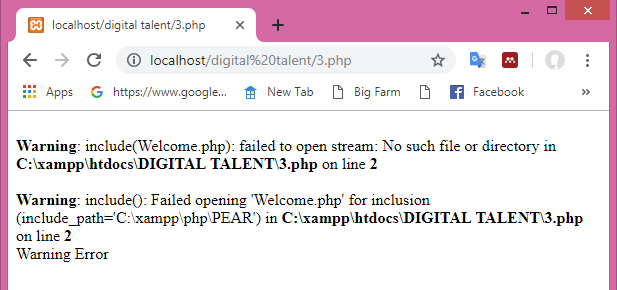 localhost/digital talent/3.php
localhost/digital%20talent/3.php
Apps https://www.google... New Tab Big Farm Facebook »
Warning: include(Welcome.php): failed to open stream: No such file or directory in
C:\xampp\htdocs\DIGITAL TALENT\3.php on line 2
Warning: include(): Failed opening 'Welcome.php' for inclusion
(include_path='C:\xampp\php\PEAR') in C:\xampp\htdocs\DIGITAL TALENT\3.php
on line 2
Warning Error